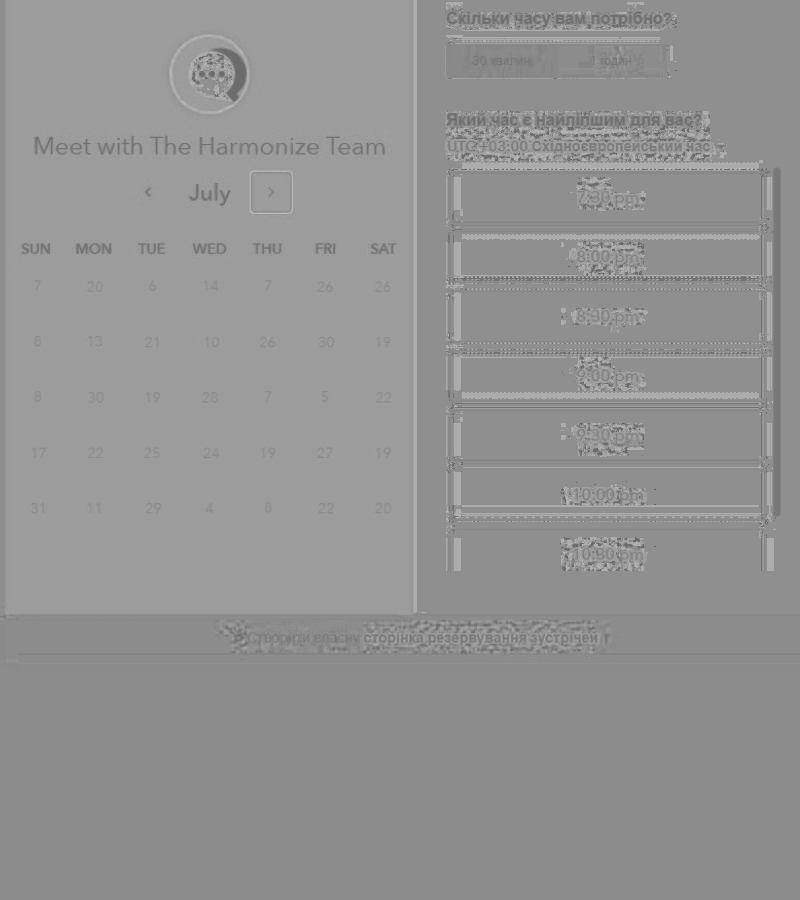 Meet with The Harmonize Team
July
SUN MON TUE WED THU FRI SAT
7 20 6 14 7 26 26
8 13 21 10 26 30 19
8 30 19 28 7 5 22
17 22 25 24 19 27 19
31 11 29 4 8 22 20
Скільки часу вам потрібно?
30 хвилин 1 годин
Який час є найліпшим для вас?
UTC+03:00 Східноєвропейський час
7:30 pm
8:00 pm
8:30 pm
9:00 pm
9:30 pm
10:00 pm
10:30 pm
Створити власну сторінка резервування зустрічей